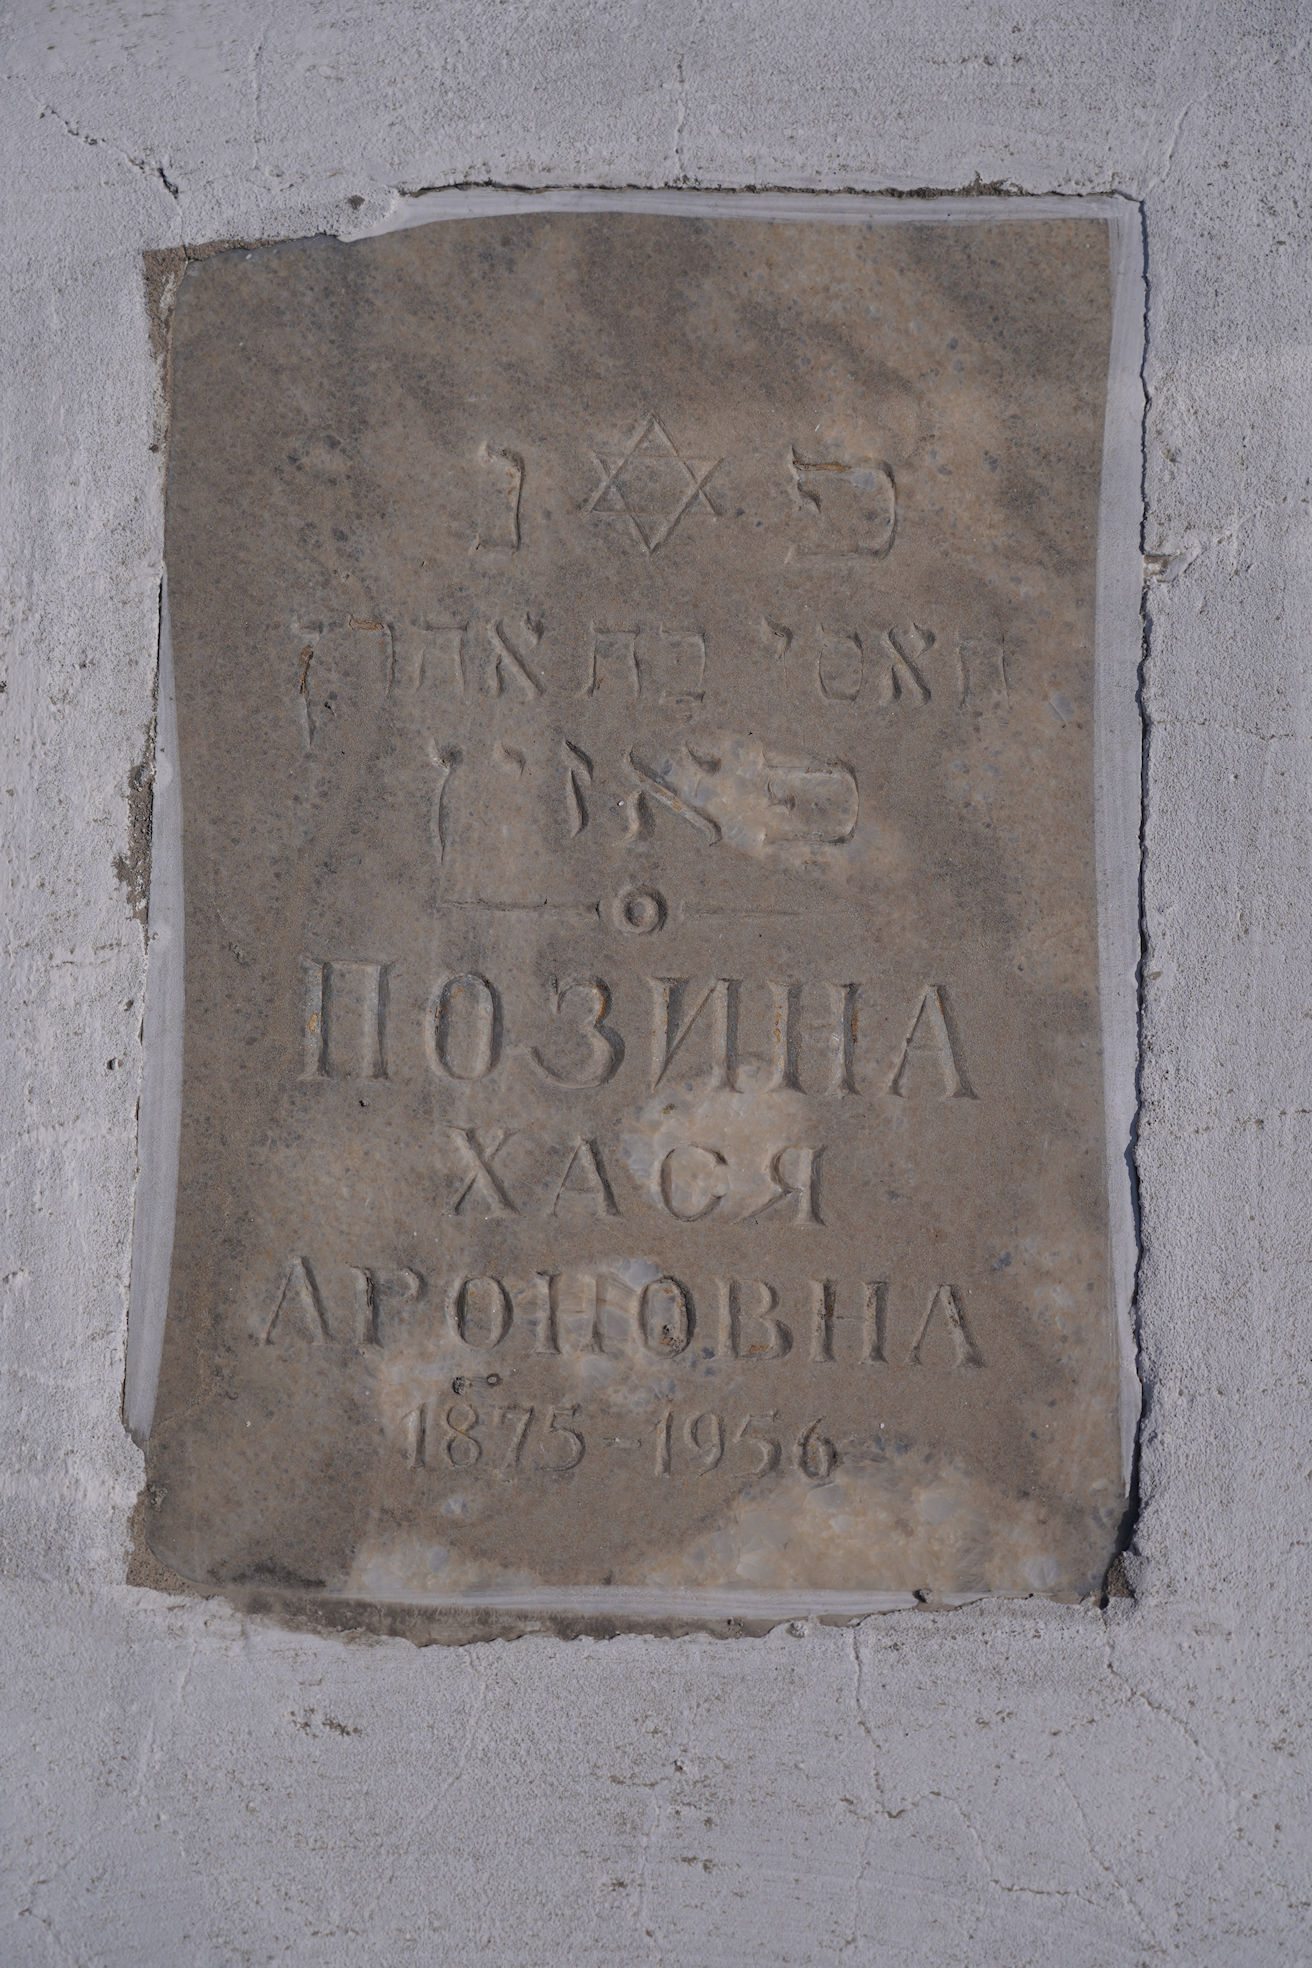 פ נ
חאסי בת אהרן
פאזין
ПОЗИНА
ХАСЯ
АРОНОВНА
1875-1956